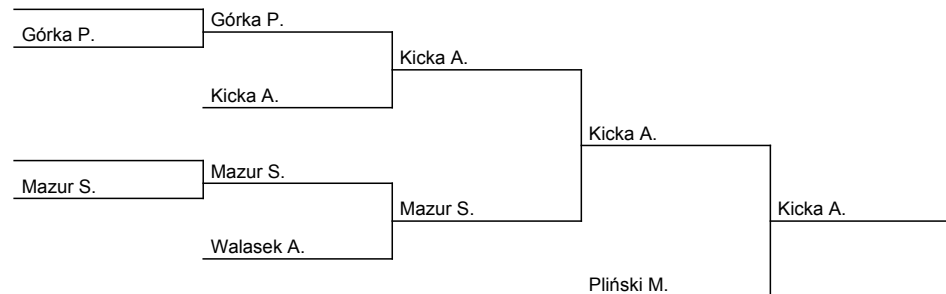 Górka P.
Górka P.
Kicka A.
Kicka A.
Kicka A.
Mazur S.
Mazur S.
Mazur S.
Kicka A.
Walasek A.
Pliński M.